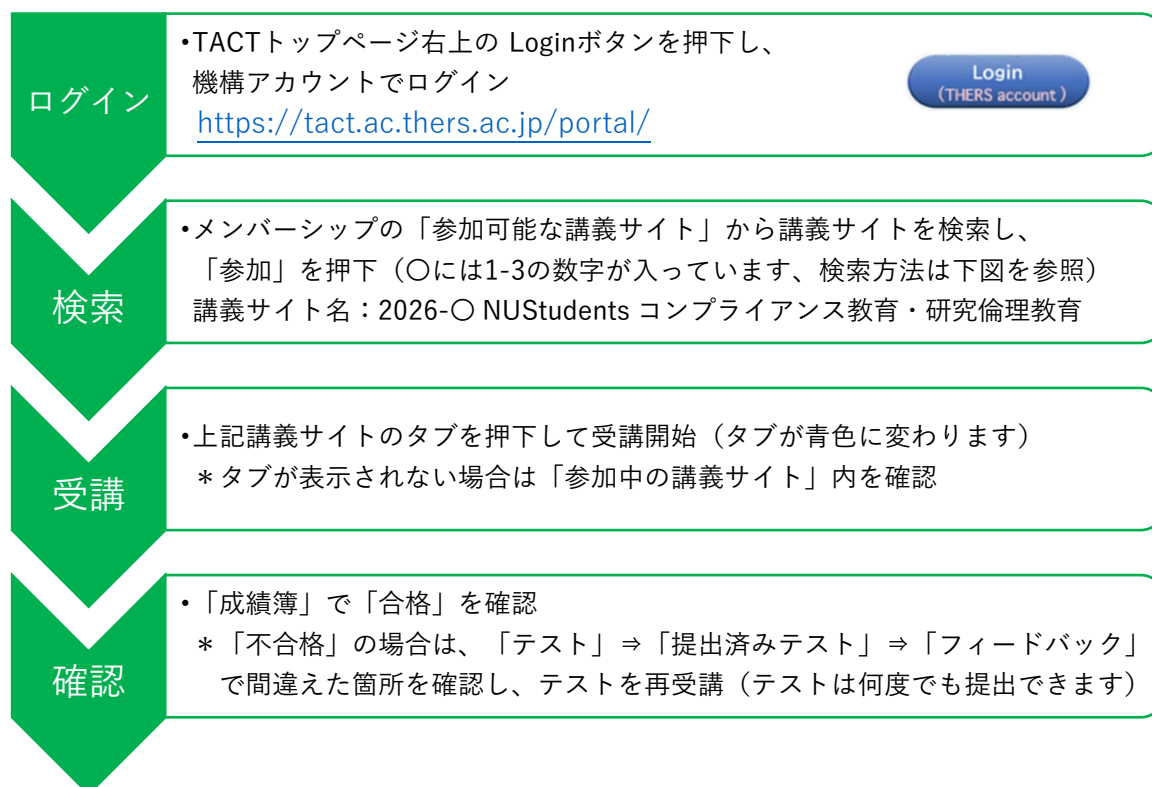 ログイン
•TACTトップページ右上の Loginボタンを押下し、
機構アカウントでログイン
https://tact.ac.thers.ac.jp/portal/
Login
(THERS account)
検索
•メンバーシップの「参加可能な講義サイト」から講義サイトを検索し、
「参加」を押下（〇には1-3の数字が入っています、検索方法は下図を参照）
講義サイト名：2026-〇 NUStudents コンプライアンス教育・研究倫理教育
受講
•上記講義サイトのタブを押下して受講開始（タブが青色に変わります）
＊タブが表示されない場合は「参加中の講義サイト」内を確認
確認
•「成績簿」で「合格」を確認
＊「不合格」の場合は、「テスト」⇒「提出済みテスト」⇒「フィードバック」
で間違えた箇所を確認し、テストを再受講（テストは何度でも提出できます）